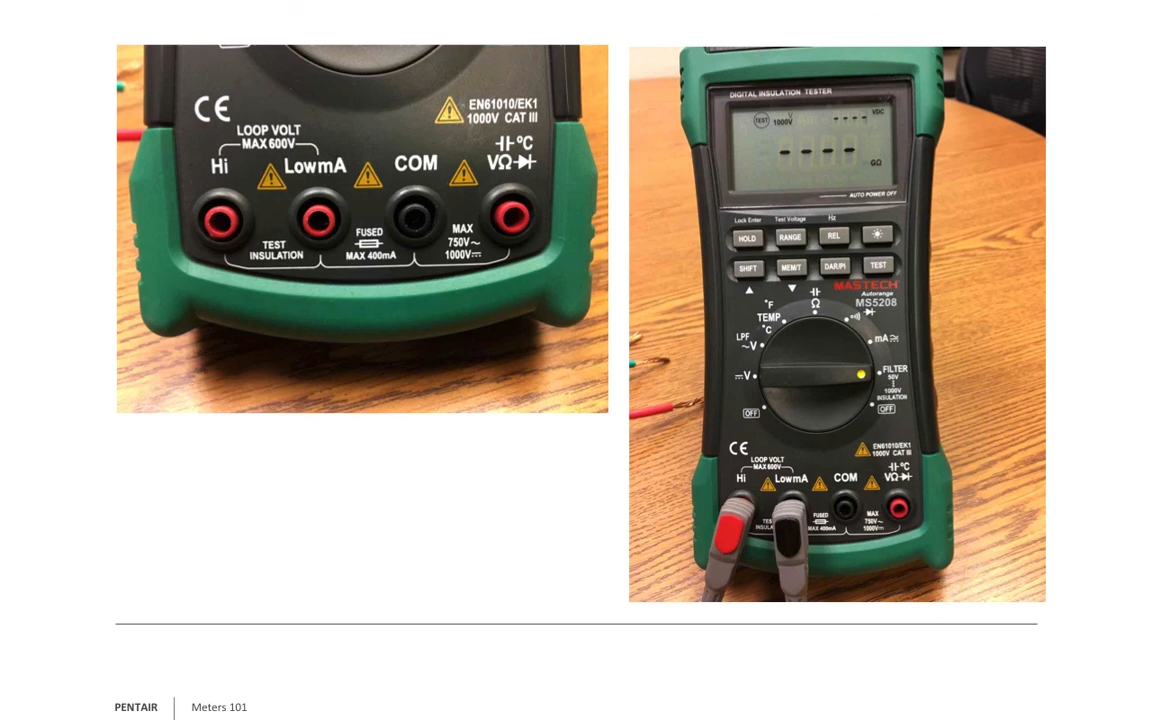 CE
EN61010/EK1
1000V CAT III
LOOP VOLT
MAX 600V
Hi
LowmA
COM
°C
VΩ
TEST
INSULATION
FUSED
MAX 400mA
MAX
750V~
1000V⎓
DIGITAL INSULATION TESTER
TEST
1000V
VDC
- - - -
GΩ
AUTO POWER OFF
Lock Enter
Test Voltage
Hz
HOLD
RANGE
REL
SHIFT
MEM/T
DAR/PI
TEST
▲
▼
MASTECH
Autorange
MS5208
Ω
°F
TEMP
°C
LPF
~V
mA
⎓V
FILTER
50V
1000V
INSULATION
OFF
OFF
CE
EN61010/EK1
1000V CAT III
LOOP VOLT
MAX 600V
Hi
LowmA
COM
°C
VΩ
FUSED
MAX 400mA
MAX
750V~
1000V⎓
PENTAIR
Meters 101